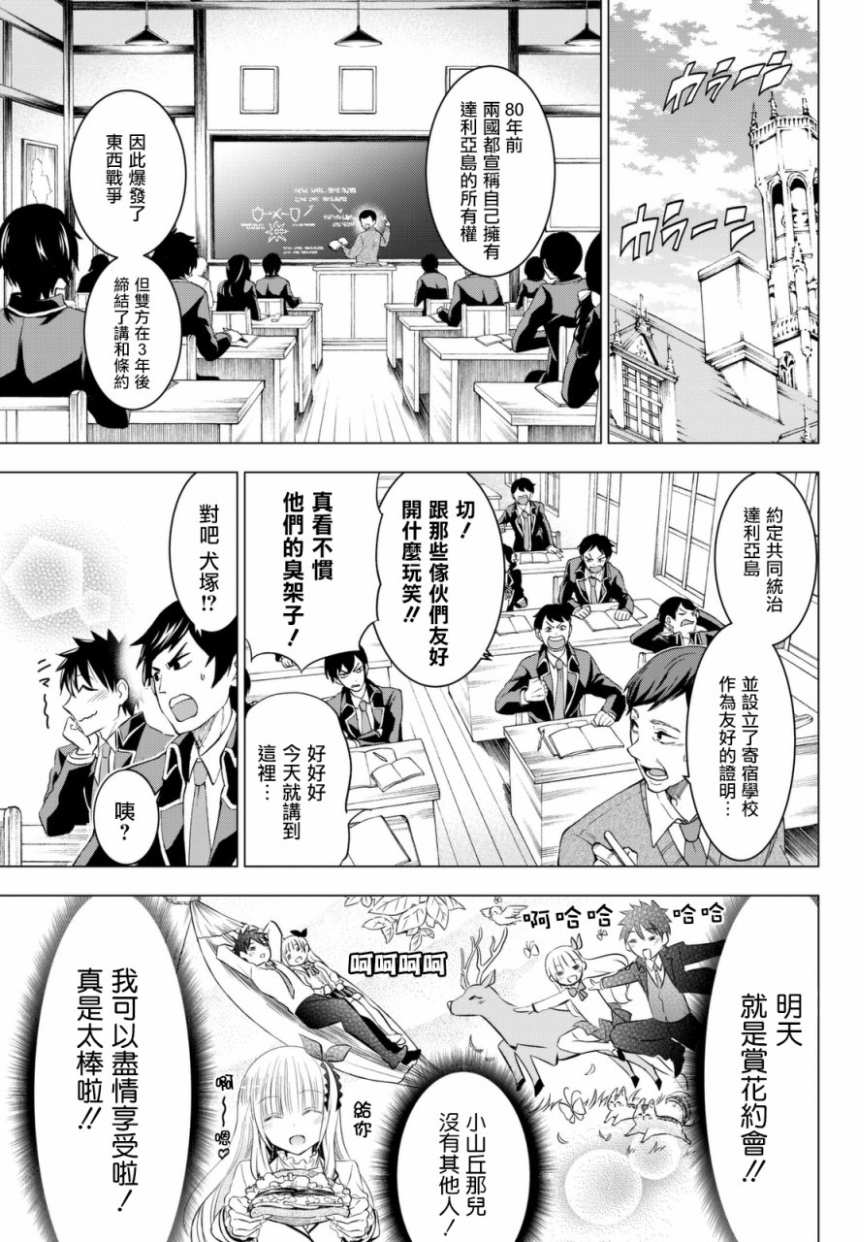 カラーン
カラーン
80年前
兩國都宣稱自己擁有
達利亞島的所有權
因此爆發了
東西戰爭
但雙方在3年後
締結了講和條約
約定共同統治
達利亞島
並設立了寄宿學校
作為友好的證明…
切!
跟那些傢伙們友好
開什麼玩笑!!
真看不慣
他們的臭架子!
好好好
今天就講到
這裡…
對吧 犬塚!?
咦?
明天
就是賞花約會!!
哈哈
啊哈哈
呵呵呵呵
小山丘那兒
沒有其他人!
給你
啊~~嗯♡
我可以盡情享受啦!
真是太棒啦!!